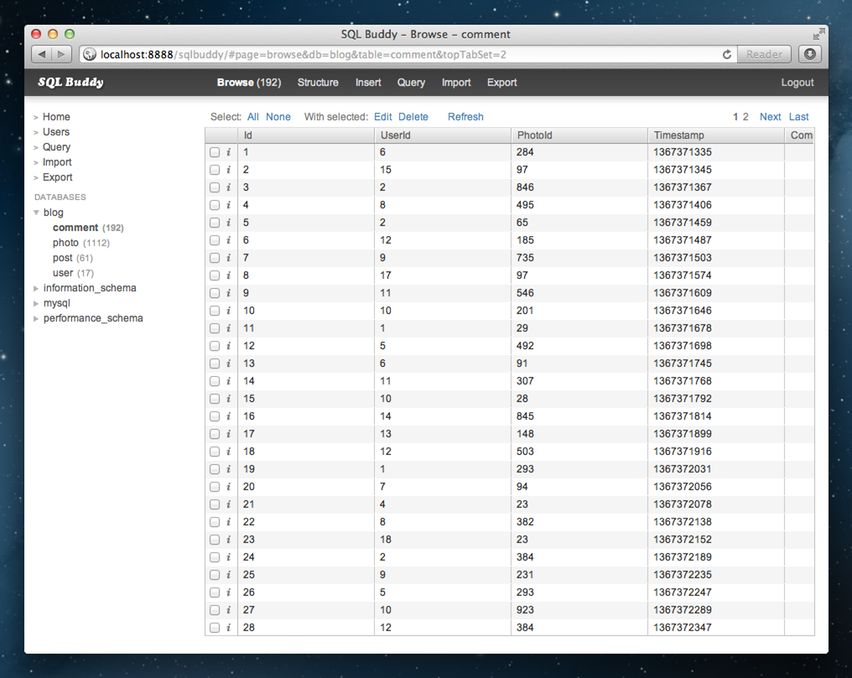 SQL Buddy – Browse – comment
localhost:8888/sqlbuddy/#page=browse&db=blog&table=comment&topTabSet=2 Reader
SQL Buddy Browse (192) Structure Insert Query Import Export Logout
Select: All None With selected: Edit Delete Refresh 1 2 Next Last
> Home
> Users
> Query
> Import
> Export
DATABASES
blog
comment (192)
photo (1112)
post (61)
user (17)
information_schema
mysql
performance_schema
Id UserId PhotoId Timestamp Com
i 1 6 284 1367371335
i 2 15 97 1367371345
i 3 2 846 1367371367
i 4 8 495 1367371406
i 5 2 65 1367371459
i 6 12 185 1367371487
i 7 9 735 1367371503
i 8 17 97 1367371574
i 9 11 546 1367371609
i 10 10 201 1367371646
i 11 1 29 1367371678
i 12 5 492 1367371698
i 13 6 91 1367371745
i 14 11 307 1367371768
i 15 10 28 1367371792
i 16 14 845 1367371814
i 17 13 148 1367371899
i 18 12 503 1367371916
i 19 1 293 1367372031
i 20 7 94 1367372056
i 21 4 23 1367372078
i 22 8 382 1367372138
i 23 18 23 1367372152
i 24 2 384 1367372189
i 25 9 231 1367372235
i 26 5 293 1367372247
i 27 10 923 1367372289
i 28 12 384 1367372347